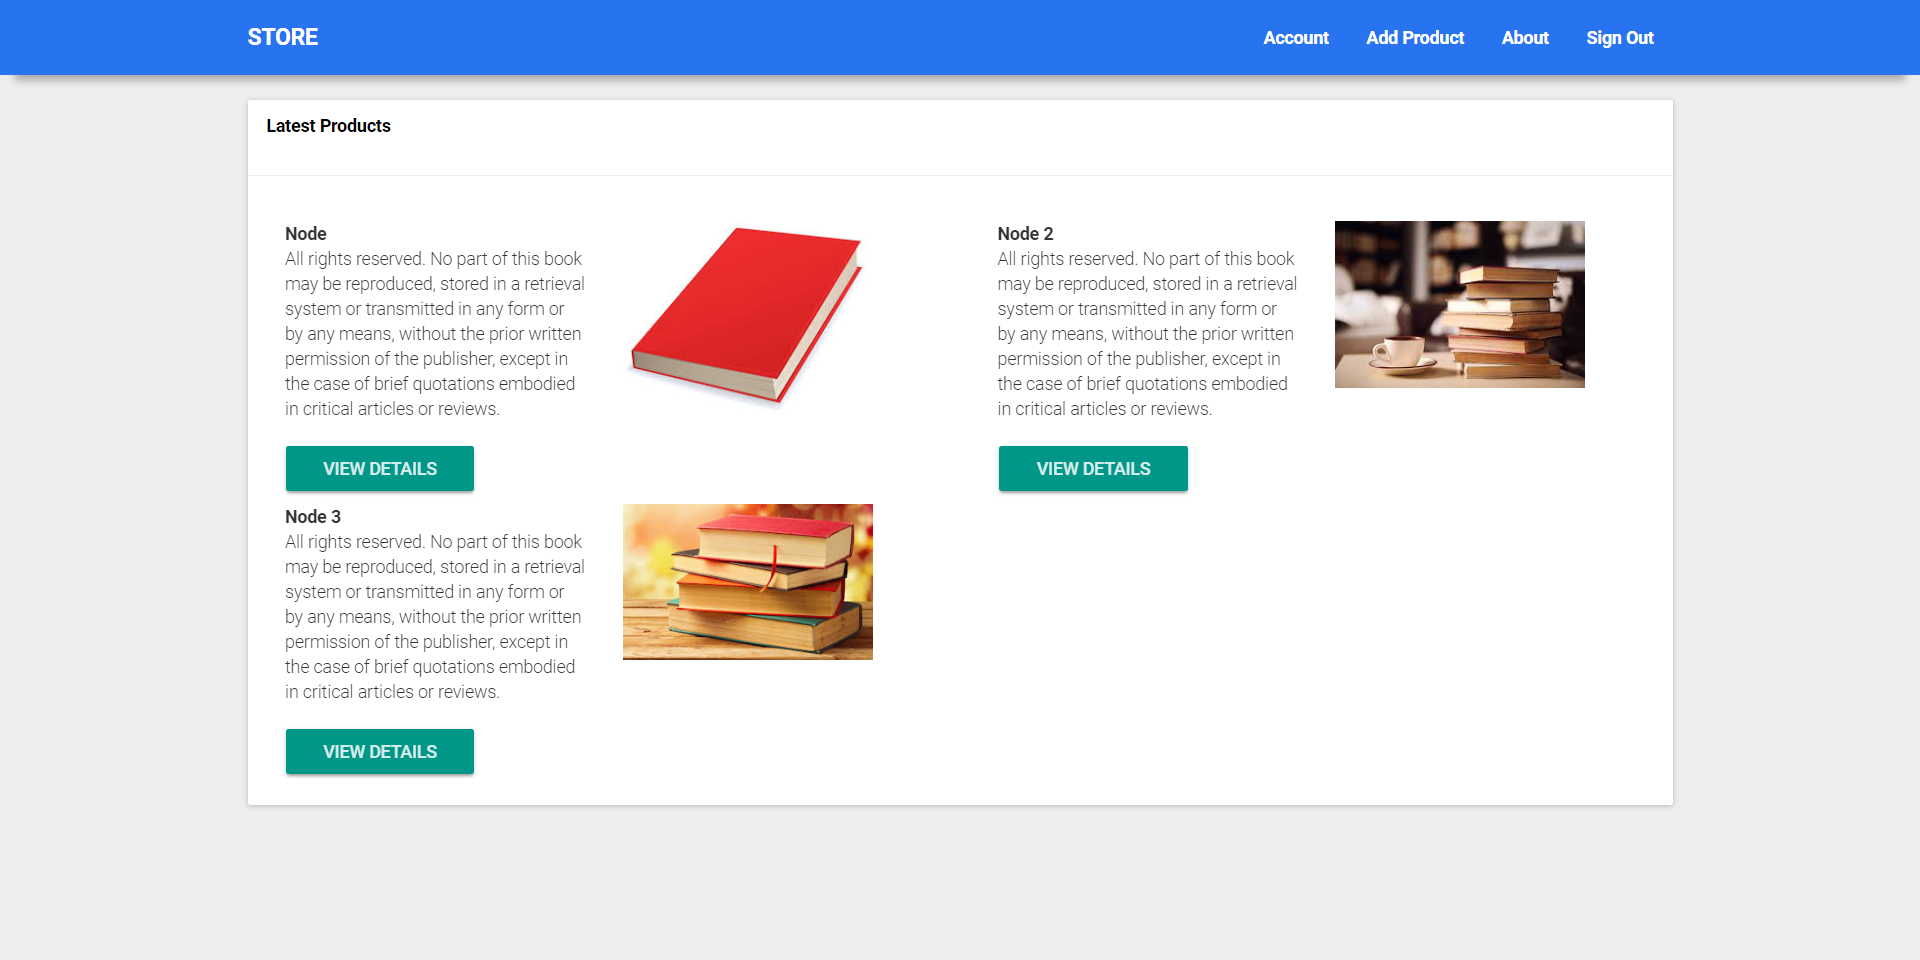 STORE
Account
Add Product
About
Sign Out
Latest Products
Node
All rights reserved. No part of this book
may be reproduced, stored in a retrieval
system or transmitted in any form or
by any means, without the prior written
permission of the publisher, except in
the case of brief quotations embodied
in critical articles or reviews.
VIEW DETAILS
Node 2
All rights reserved. No part of this book
may be reproduced, stored in a retrieval
system or transmitted in any form or
by any means, without the prior written
permission of the publisher, except in
the case of brief quotations embodied
in critical articles or reviews.
VIEW DETAILS
Node 3
All rights reserved. No part of this book
may be reproduced, stored in a retrieval
system or transmitted in any form or
by any means, without the prior written
permission of the publisher, except in
the case of brief quotations embodied
in critical articles or reviews.
VIEW DETAILS